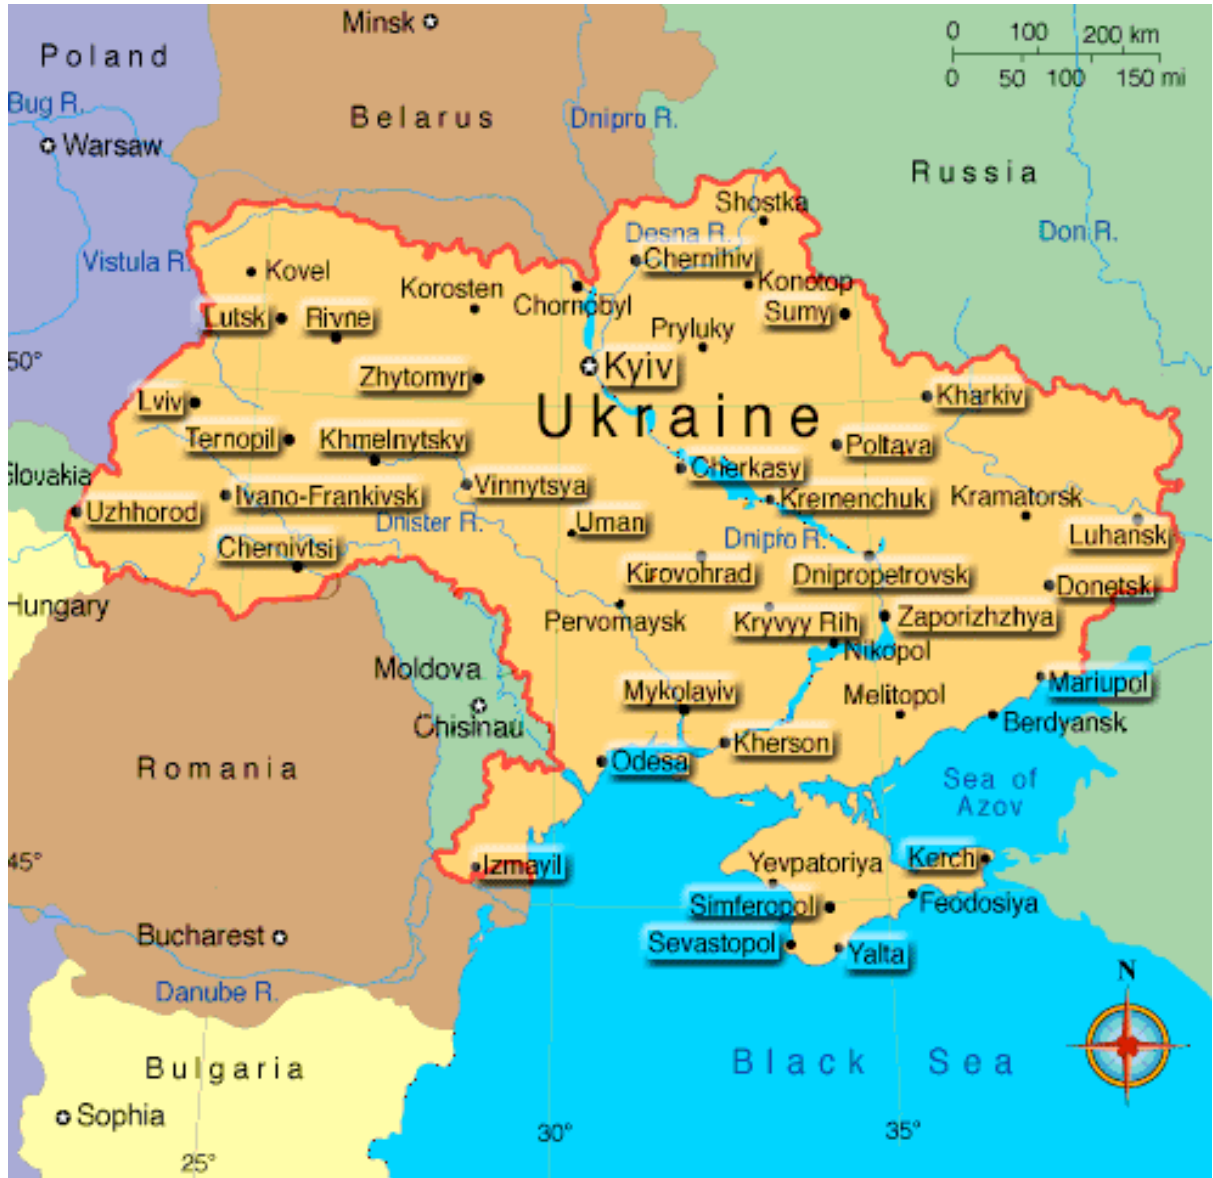 Minsk
0 100 200 km
0 50 100 150 mi
Poland
Bug R.
Belarus
Dnipro R.
Warsaw
Russia
Shostka
Desna R.
Don R.
Vistula R.
Chernihiv
Kovel
Korosten
Chornobyl
Konotop
Lutsk
Rivne
Pryluky
Sumy
50°
Kyiv
Zhytomyr
Kharkiv
Lviv
Ukraine
Ternopil
Khmelnytsky
Poltava
Cherkasy
Slovakia
Vinnytsya
Ivano-Frankivsk
Kremenchuk
Kramatorsk
Uzhhorod
Dnister R.
Uman
Dnipro R.
Luhansk
Chernivtsi
Kirovohrad
Dnipropetrovsk
Donetsk
Hungary
Pervomaysk
Kryvyy Rih
Zaporizhzhya
Nikopol
Moldova
Mykolayiv
Melitopol
Mariupol
Chisinau
Berdyansk
Kherson
Romania
Odesa
Sea of
Azov
45°
Izmayil
Yevpatoriya
Kerch
Simferopol
Feodosiya
Bucharest
Sevastopol
Yalta
N
Danube R.
Bulgaria
Black Sea
Sophia
25°
30°
35°